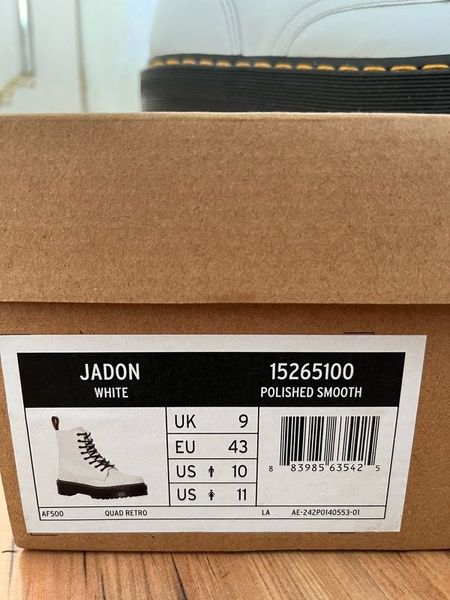 JADON
WHITE
15265100
POLISHED SMOOTH
UK 9
EU 43
US 10
US 11
8 83985 63542 5
AF500 QUAD RETRO LA AE-242P0140553-01